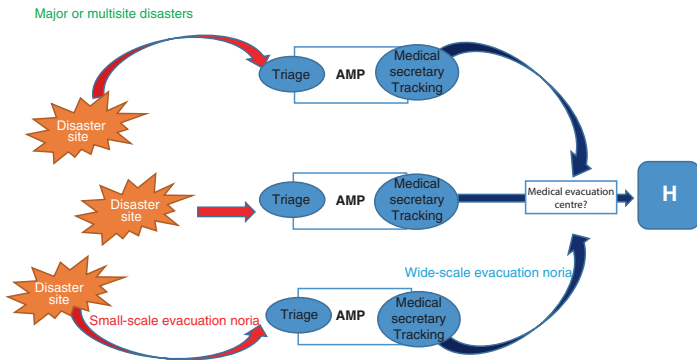 Major or multisite disasters
Disaster
site
Triage
AMP
Medical
secretary
Tracking
Disaster
site
Triage
AMP
Medical
secretary
Tracking
Medical evacuation
centre?
H
Disaster
site
Small-scale evacuation noria
Triage
AMP
Medical
secretary
Tracking
Wide-scale evacuation noria